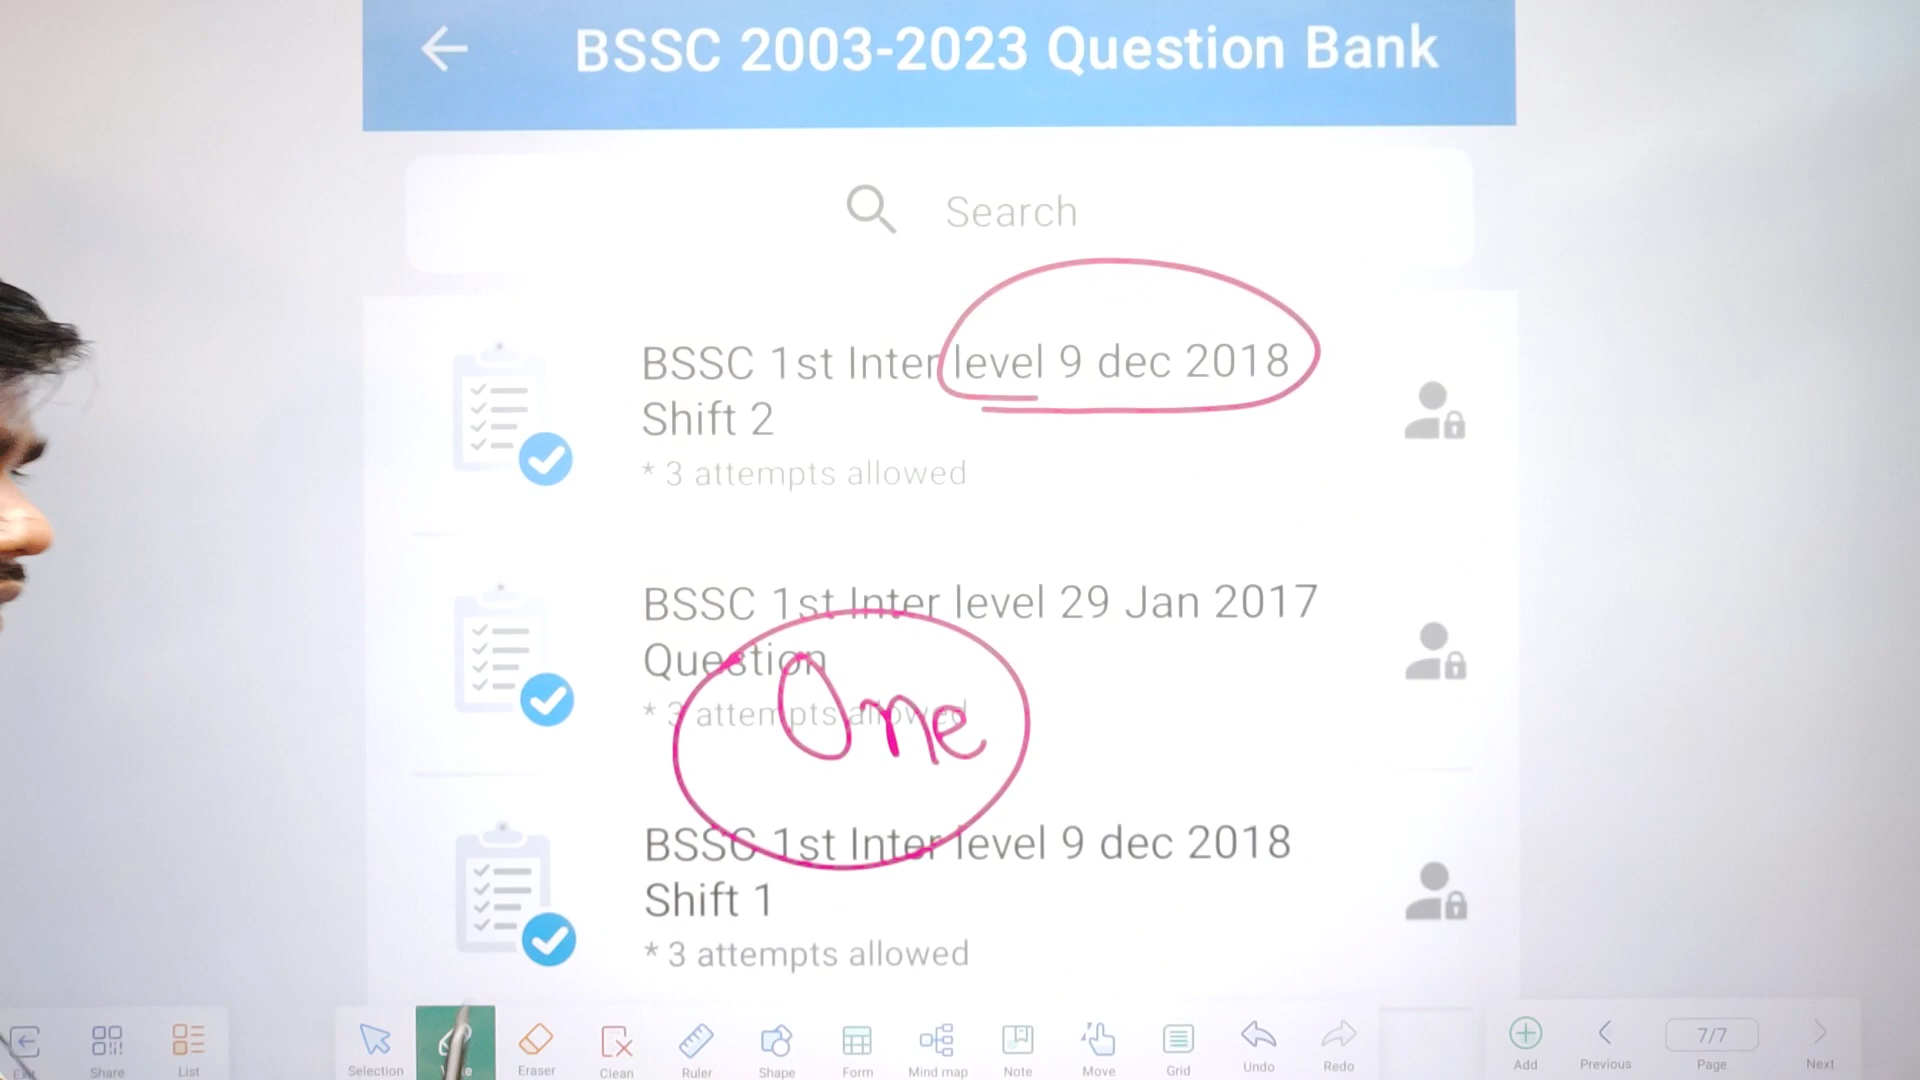 BSSC 2003-2023 Question Bank
Search
BSSC 1st Inter level 9 dec 2018
Shift 2
* 3 attempts allowed
BSSC 1st Inter level 29 Jan 2017
Question
* 3 attempts allowed
One
BSSC 1st Inter level 9 dec 2018
Shift 1
* 3 attempts allowed
Share
List
Selection
Eraser
Clean
Ruler
Shape
Form
Mind map
Note
Move
Grid
Undo
Redo
Add
Previous
7/7
Page
Next